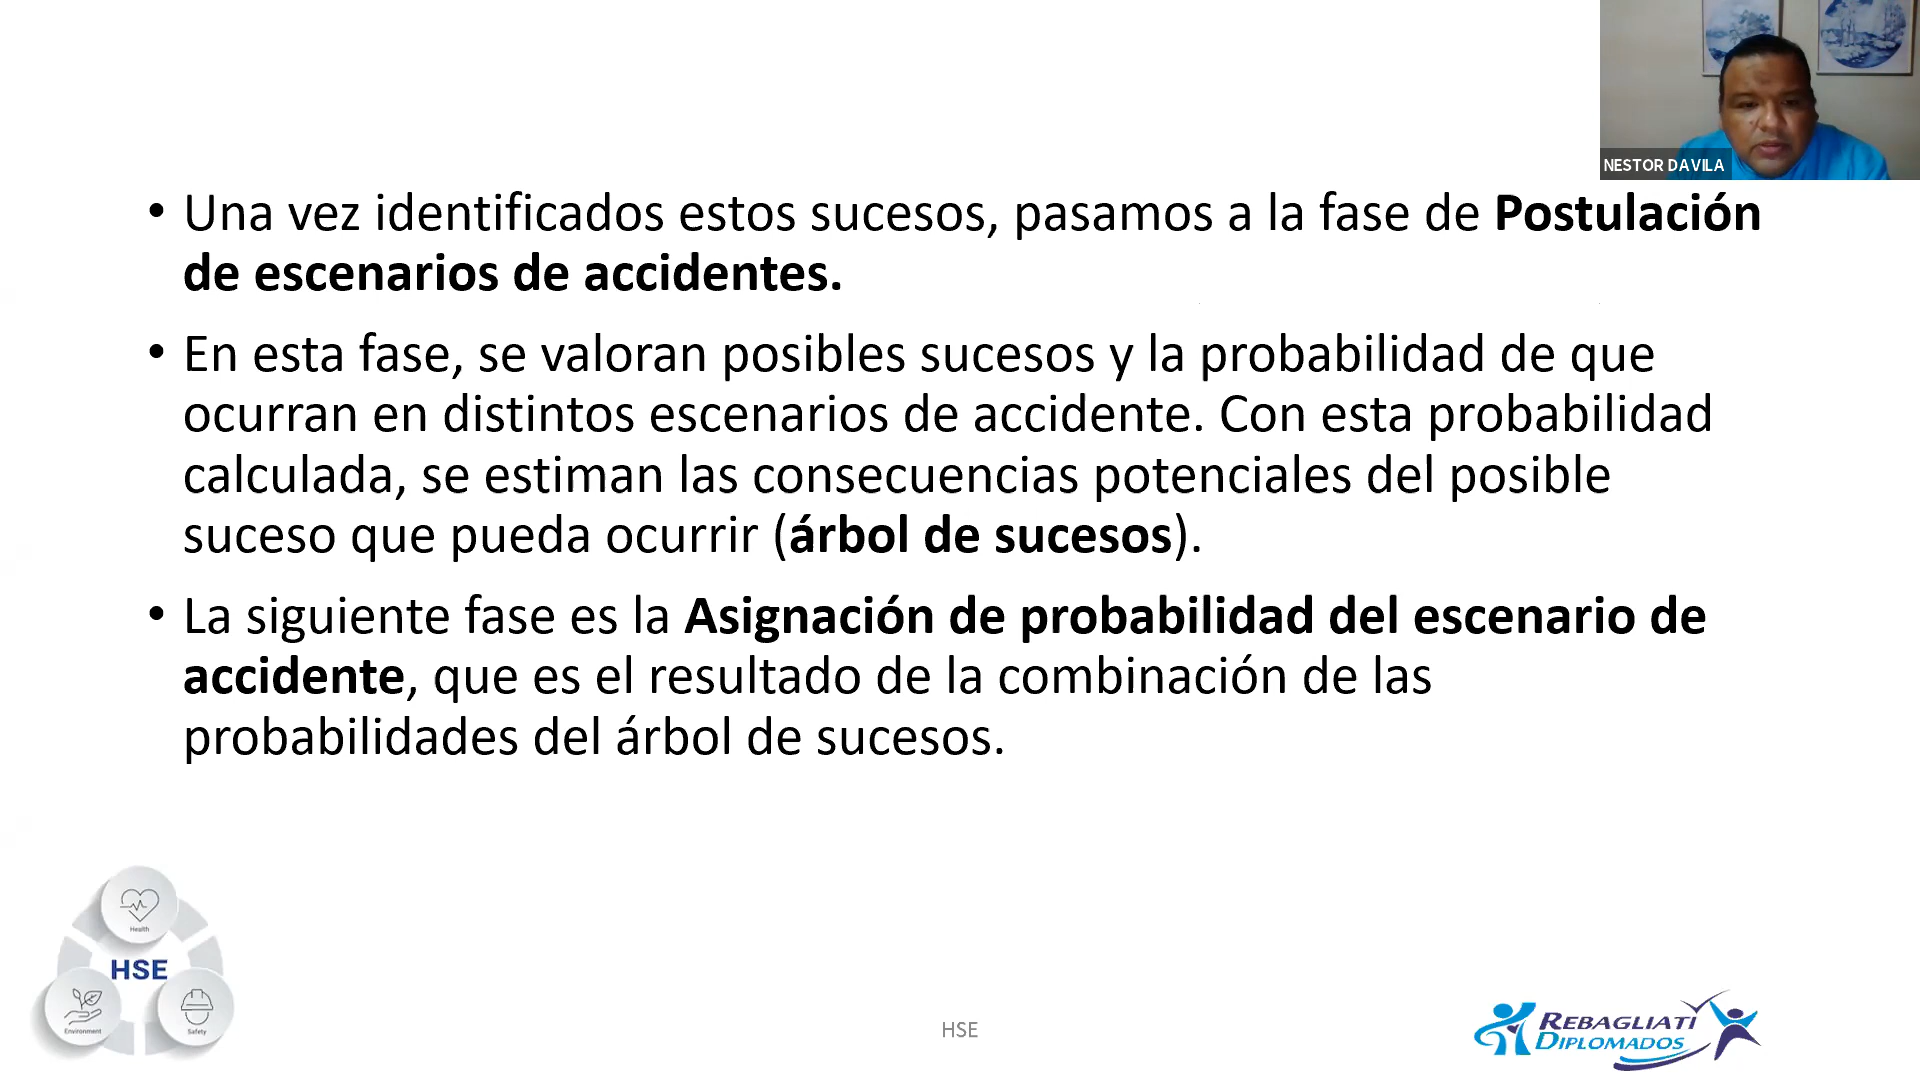 NESTOR DAVILA
• Una vez identificados estos sucesos, pasamos a la fase de Postulación
de escenarios de accidentes.
• En esta fase, se valoran posibles sucesos y la probabilidad de que
ocurran en distintos escenarios de accidente. Con esta probabilidad
calculada, se estiman las consecuencias potenciales del posible
suceso que pueda ocurrir (árbol de sucesos).
• La siguiente fase es la Asignación de probabilidad del escenario de
accidente, que es el resultado de la combinación de las
probabilidades del árbol de sucesos.
Health
HSE
Environment
Safety
HSE
REBAGLIATI
DIPLOMADOS